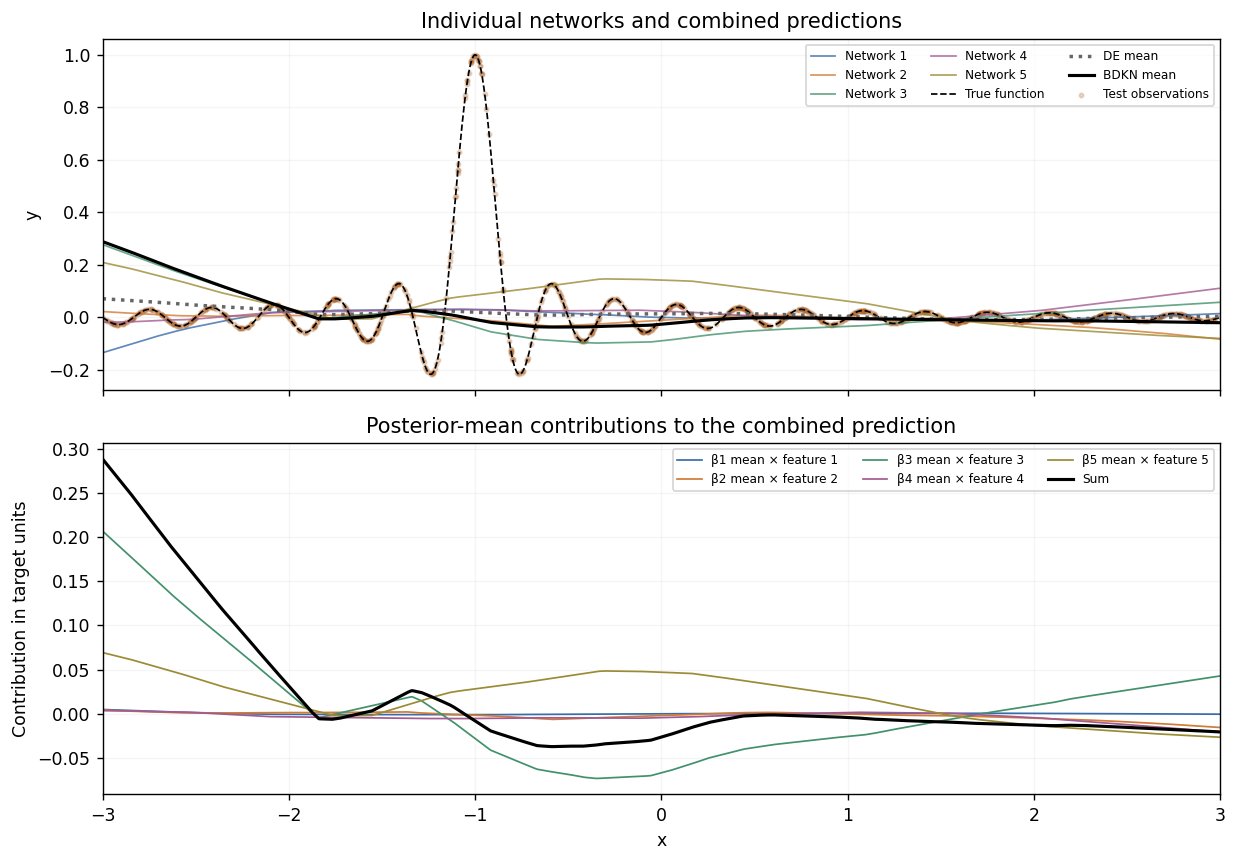 Individual networks and combined predictions
1.0
0.8
0.6
0.4
0.2
0.0
−0.2
y
Network 1
Network 2
Network 3
Network 4
Network 5
True function
DE mean
BDKN mean
Test observations
Posterior-mean contributions to the combined prediction
0.30
0.25
0.20
0.15
0.10
0.05
0.00
−0.05
Contribution in target units
β1 mean × feature 1
β2 mean × feature 2
β3 mean × feature 3
β4 mean × feature 4
β5 mean × feature 5
Sum
−3 −2 −1 0 1 2 3
x